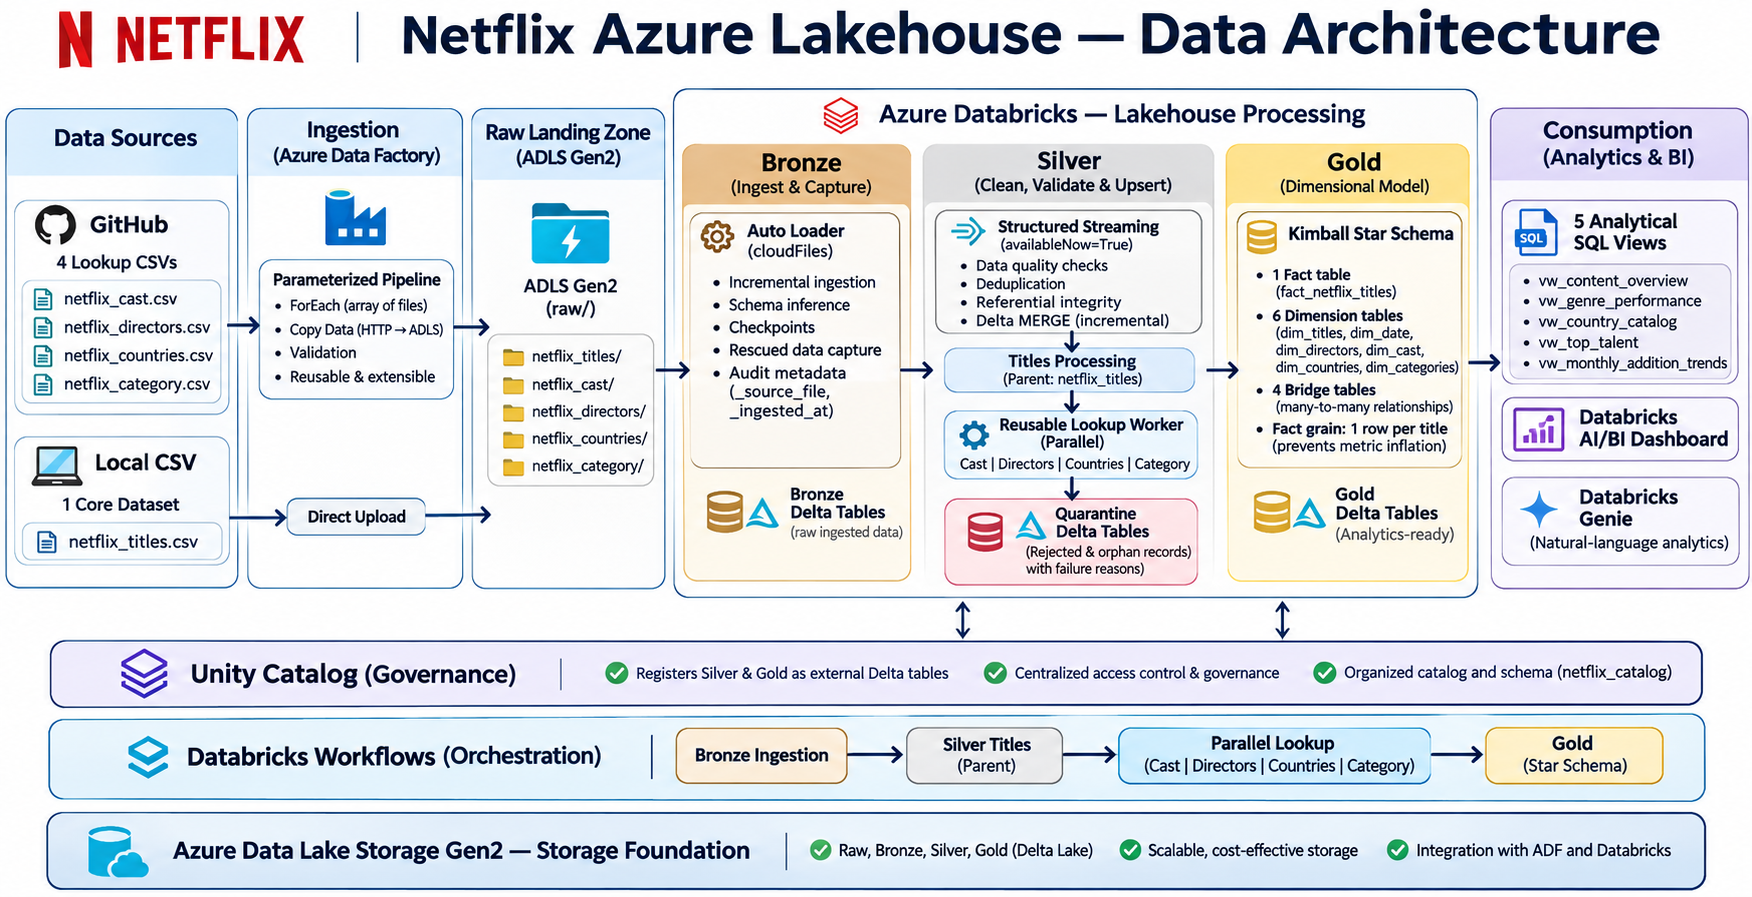 NETFLIX
Netflix Azure Lakehouse — Data Architecture
Data Sources
GitHub
4 Lookup CSVs
netflix_cast.csv
netflix_directors.csv
netflix_countries.csv
netflix_category.csv
Local CSV
1 Core Dataset
netflix_titles.csv
Ingestion
(Azure Data Factory)
Parameterized Pipeline
• ForEach (array of files)
• Copy Data (HTTP → ADLS)
• Validation
• Reusable & extensible
Direct Upload
Raw Landing Zone
(ADLS Gen2)
ADLS Gen2
(raw/)
netflix_titles/
netflix_cast/
netflix_directors/
netflix_countries/
netflix_category/
Azure Databricks — Lakehouse Processing
Bronze
(Ingest & Capture)
Auto Loader
(cloudFiles)
• Incremental ingestion
• Schema inference
• Checkpoints
• Rescued data capture
• Audit metadata
(_source_file,
_ingested_at)
Bronze
Delta Tables
(raw ingested data)
Silver
(Clean, Validate & Upsert)
Structured Streaming
(availableNow=True)
• Data quality checks
• Deduplication
• Referential integrity
• Delta MERGE (incremental)
Titles Processing
(Parent: netflix_titles)
Reusable Lookup Worker
(Parallel)
Cast | Directors | Countries | Category
Quarantine
Delta Tables
(Rejected & orphan records)
with failure reasons)
Gold
(Dimensional Model)
Kimball Star Schema
• 1 Fact table
(fact_netflix_titles)
• 6 Dimension tables
(dim_titles, dim_date,
dim_directors, dim_cast,
dim_countries, dim_categories)
• 4 Bridge tables
(many-to-many relationships)
• Fact grain: 1 row per title
(prevents metric inflation)
Gold
Delta Tables
(Analytics-ready)
Consumption
(Analytics & BI)
SQL
5 Analytical
SQL Views
• vw_content_overview
• vw_genre_performance
• vw_country_catalog
• vw_top_talent
• vw_monthly_addition_trends
Databricks
AI/BI Dashboard
Databricks
Genie
(Natural-language analytics)
Unity Catalog (Governance)
Registers Silver & Gold as external Delta tables
Centralized access control & governance
Organized catalog and schema (netflix_catalog)
Databricks Workflows (Orchestration)
Bronze Ingestion
Silver Titles
(Parent)
Parallel Lookup
(Cast | Directors | Countries | Category)
Gold
(Star Schema)
Azure Data Lake Storage Gen2 — Storage Foundation
Raw, Bronze, Silver, Gold (Delta Lake)
Scalable, cost-effective storage
Integration with ADF and Databricks